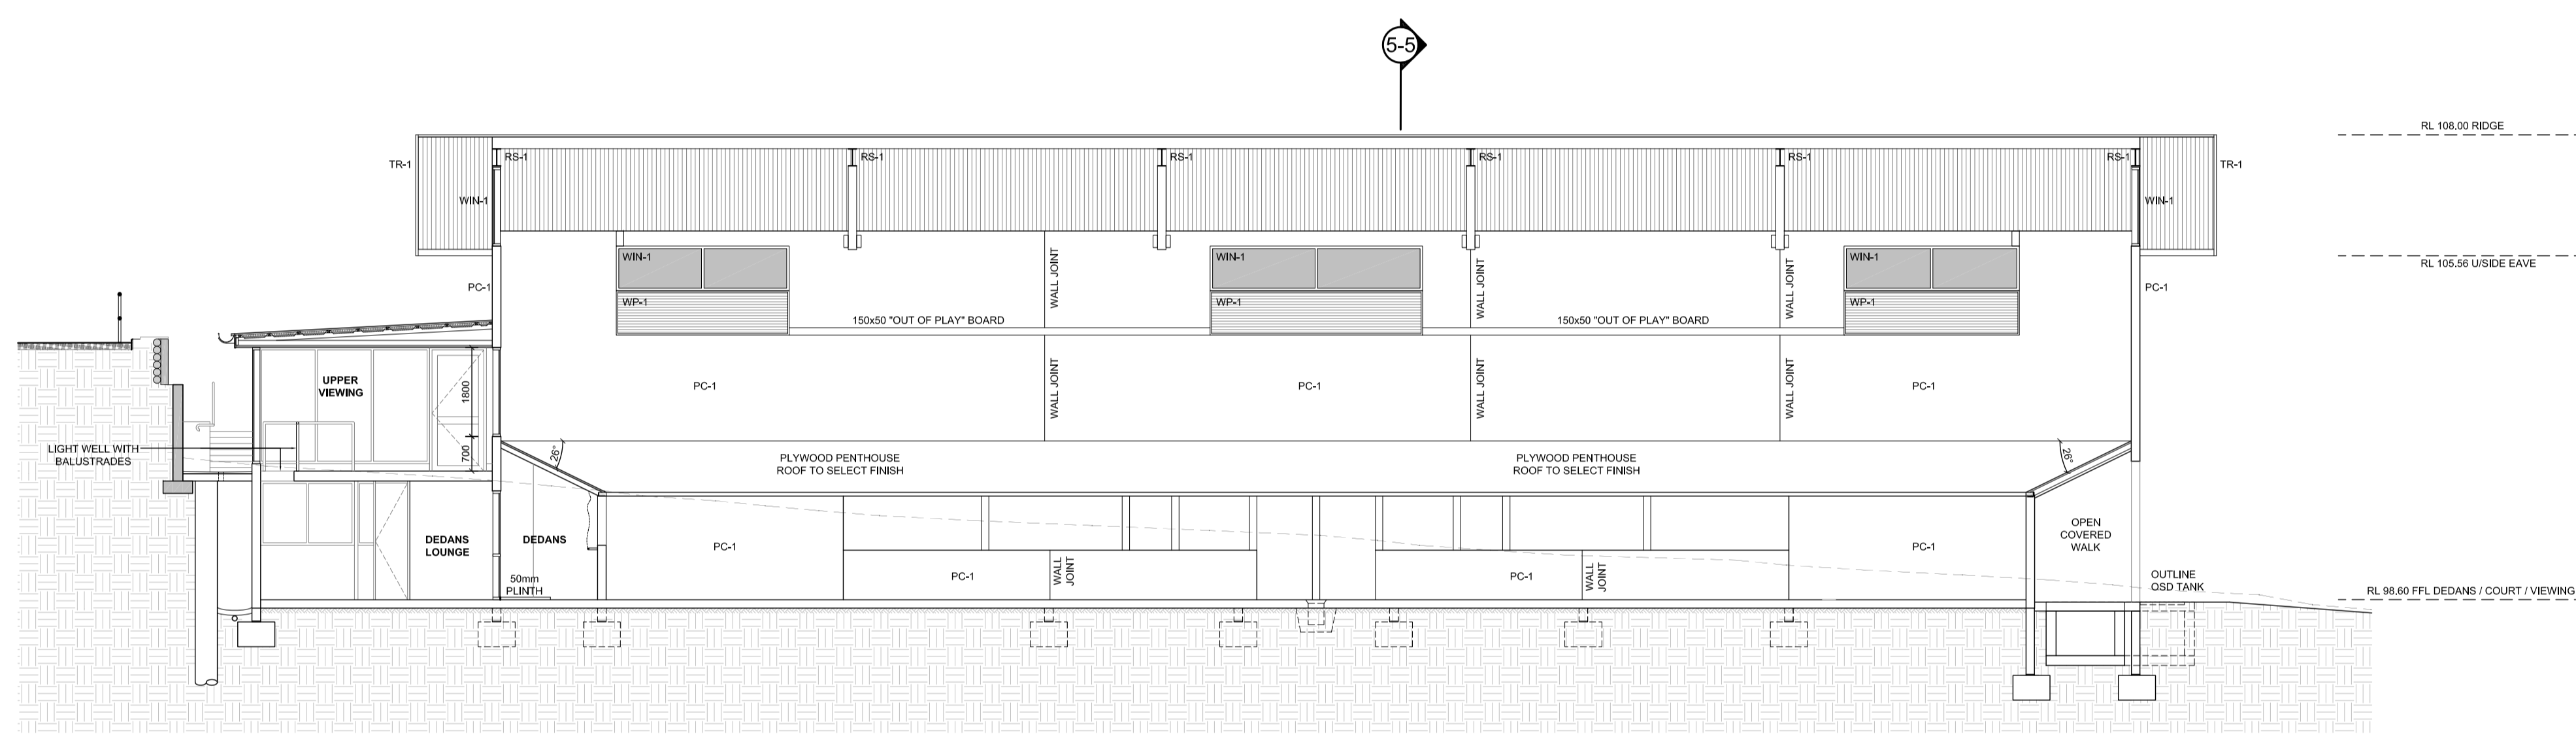 5-5
RL 108.00 RIDGE
TR-1
RS-1
RS-1
RS-1
RS-1
RS-1
RS-1
TR-1
WIN-1
WIN-1
WIN-1
WIN-1
WIN-1
RL 105.56 U/SIDE EAVE
PC-1
WALL JOINT
WALL JOINT
WALL JOINT
PC-1
WP-1
WP-1
WP-1
150x50 "OUT OF PLAY" BOARD
150x50 "OUT OF PLAY" BOARD
UPPER
VIEWING
1800
PC-1
WALL JOINT
PC-1
WALL JOINT
WALL JOINT
PC-1
LIGHT WELL WITH
BALUSTRADES
700
26°
PLYWOOD PENTHOUSE
ROOF TO SELECT FINISH
PLYWOOD PENTHOUSE
ROOF TO SELECT FINISH
26°
DEDANS
LOUNGE
DEDANS
PC-1
PC-1
OPEN
COVERED
WALK
50mm
PLINTH
PC-1
WALL
JOINT
PC-1
WALL
JOINT
OUTLINE
OSD TANK
RL 98.60 FFL DEDANS / COURT / VIEWING